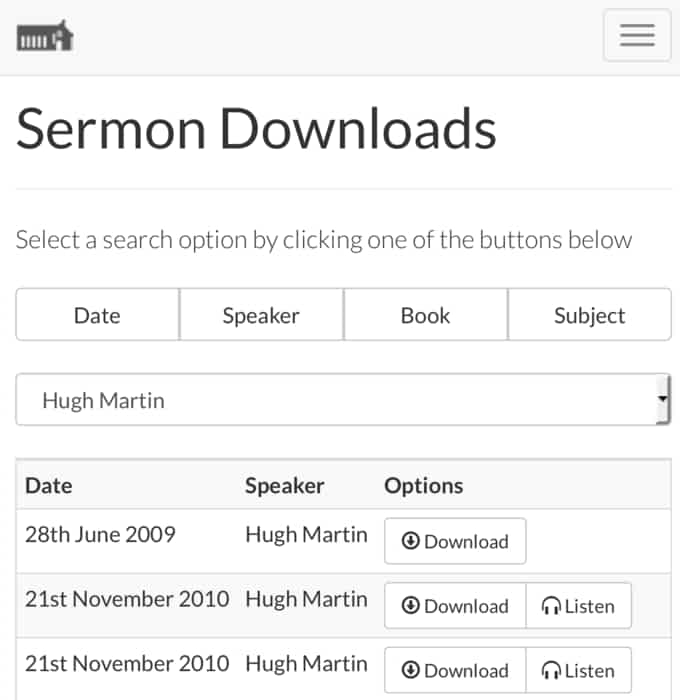 Sermon Downloads
Select a search option by clicking one of the buttons below
Date Speaker Book Subject
Hugh Martin
Date Speaker Options
28th June 2009 Hugh Martin Download
21st November 2010 Hugh Martin Download Listen
21st November 2010 Hugh Martin Download Listen